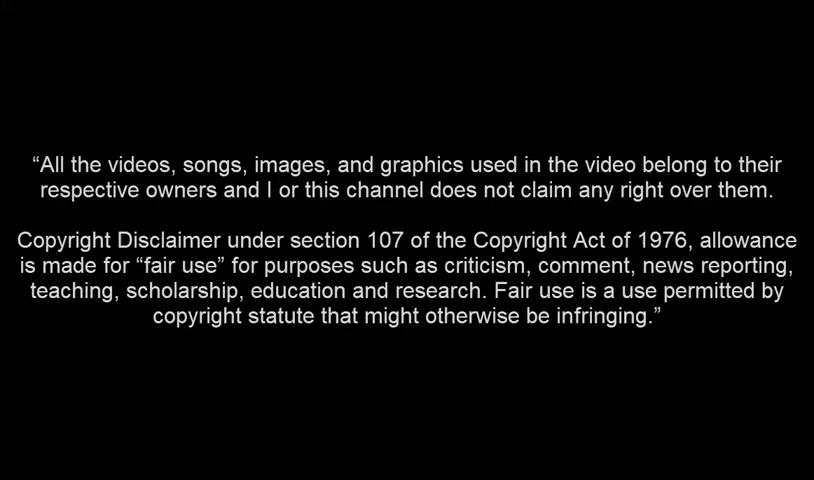 “All the videos, songs, images, and graphics used in the video belong to their
respective owners and I or this channel does not claim any right over them.
Copyright Disclaimer under section 107 of the Copyright Act of 1976, allowance
is made for “fair use” for purposes such as criticism, comment, news reporting,
teaching, scholarship, education and research. Fair use is a use permitted by
copyright statute that might otherwise be infringing.”